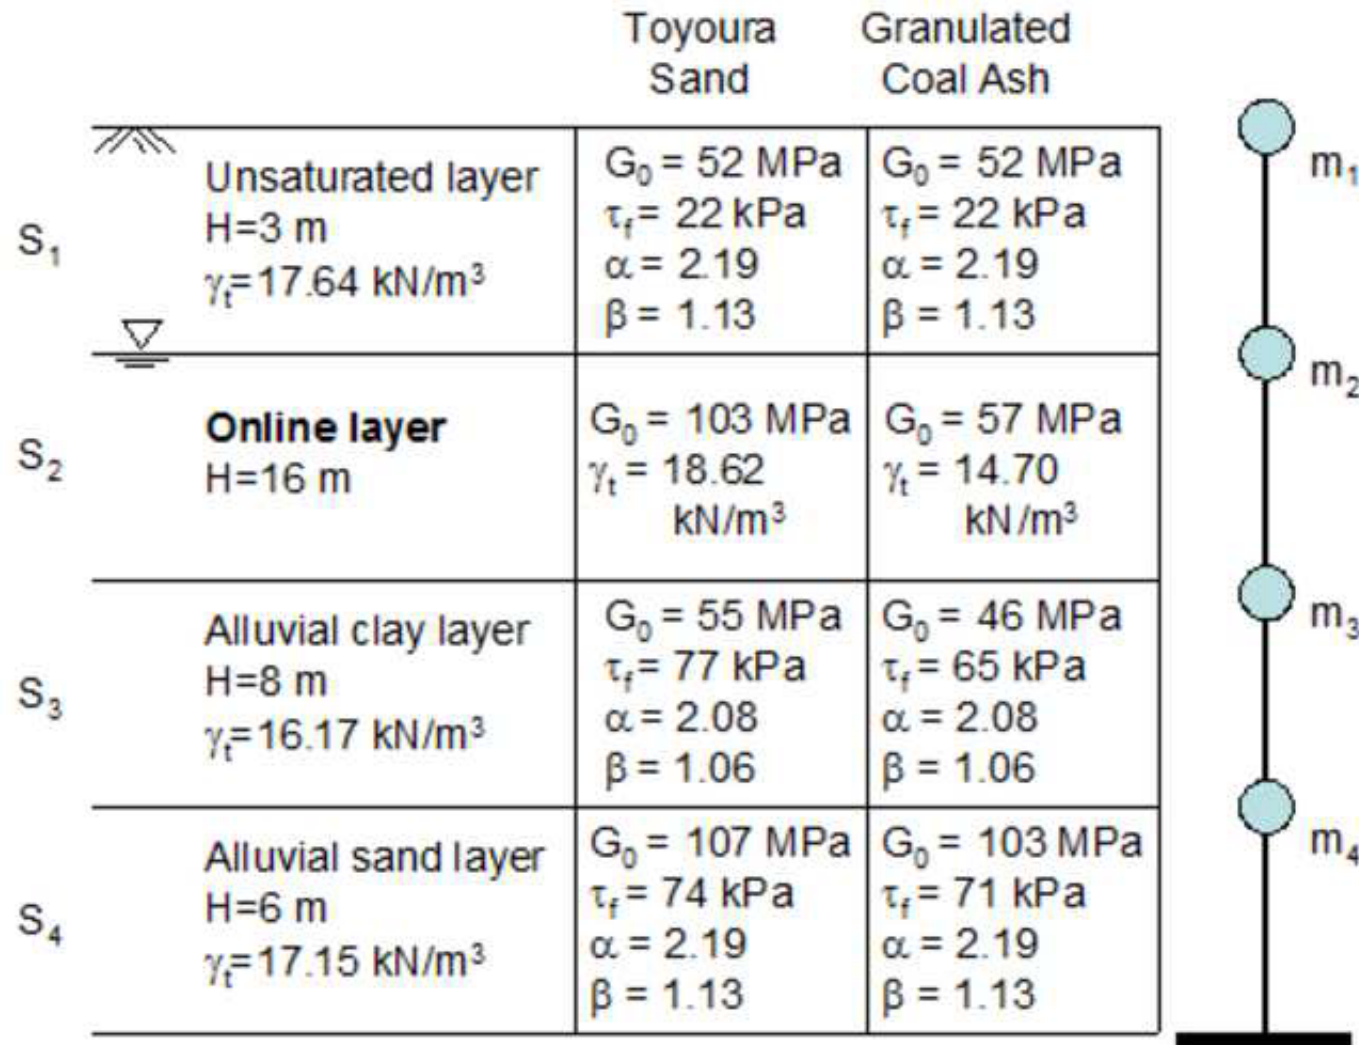 Toyoura Sand
Granulated Coal Ash
S₁
Unsaturated layer
H=3 m
γₜ=17.64 kN/m³
G₀ = 52 MPa
τf = 22 kPa
α = 2.19
β = 1.13
G₀ = 52 MPa
τf = 22 kPa
α = 2.19
β = 1.13
m₁
S₂
Online layer
H=16 m
G₀ = 103 MPa
γₜ = 18.62
kN/m³
G₀ = 57 MPa
γₜ = 14.70
kN/m³
m₂
S₃
Alluvial clay layer
H=8 m
γₜ=16.17 kN/m³
G₀ = 55 MPa
τf = 77 kPa
α = 2.08
β = 1.06
G₀ = 46 MPa
τf = 65 kPa
α = 2.08
β = 1.06
m₃
S₄
Alluvial sand layer
H=6 m
γₜ=17.15 kN/m³
G₀ = 107 MPa
τf = 74 kPa
α = 2.19
β = 1.13
G₀ = 103 MPa
τf = 71 kPa
α = 2.19
β = 1.13
m₄